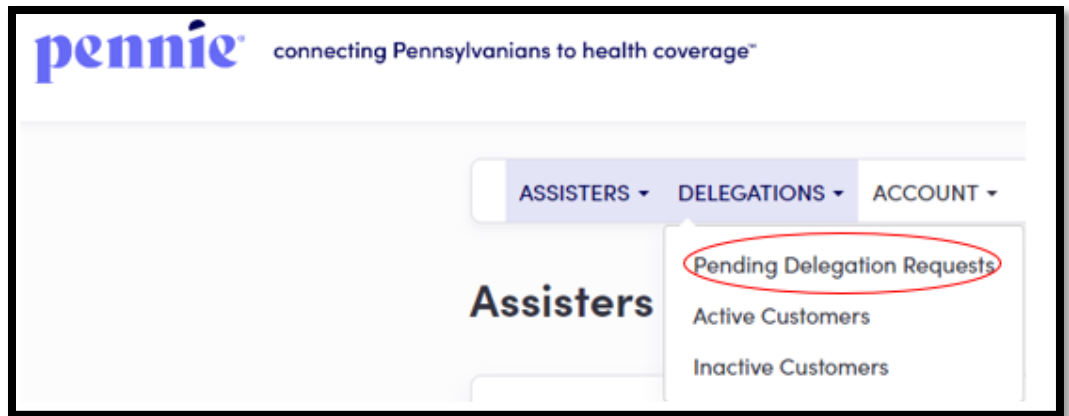 pennie® connecting Pennsylvanians to health coverage™
ASSISTERS DELEGATIONS ACCOUNT
Pending Delegation Requests
Assisters
Active Customers
Inactive Customers